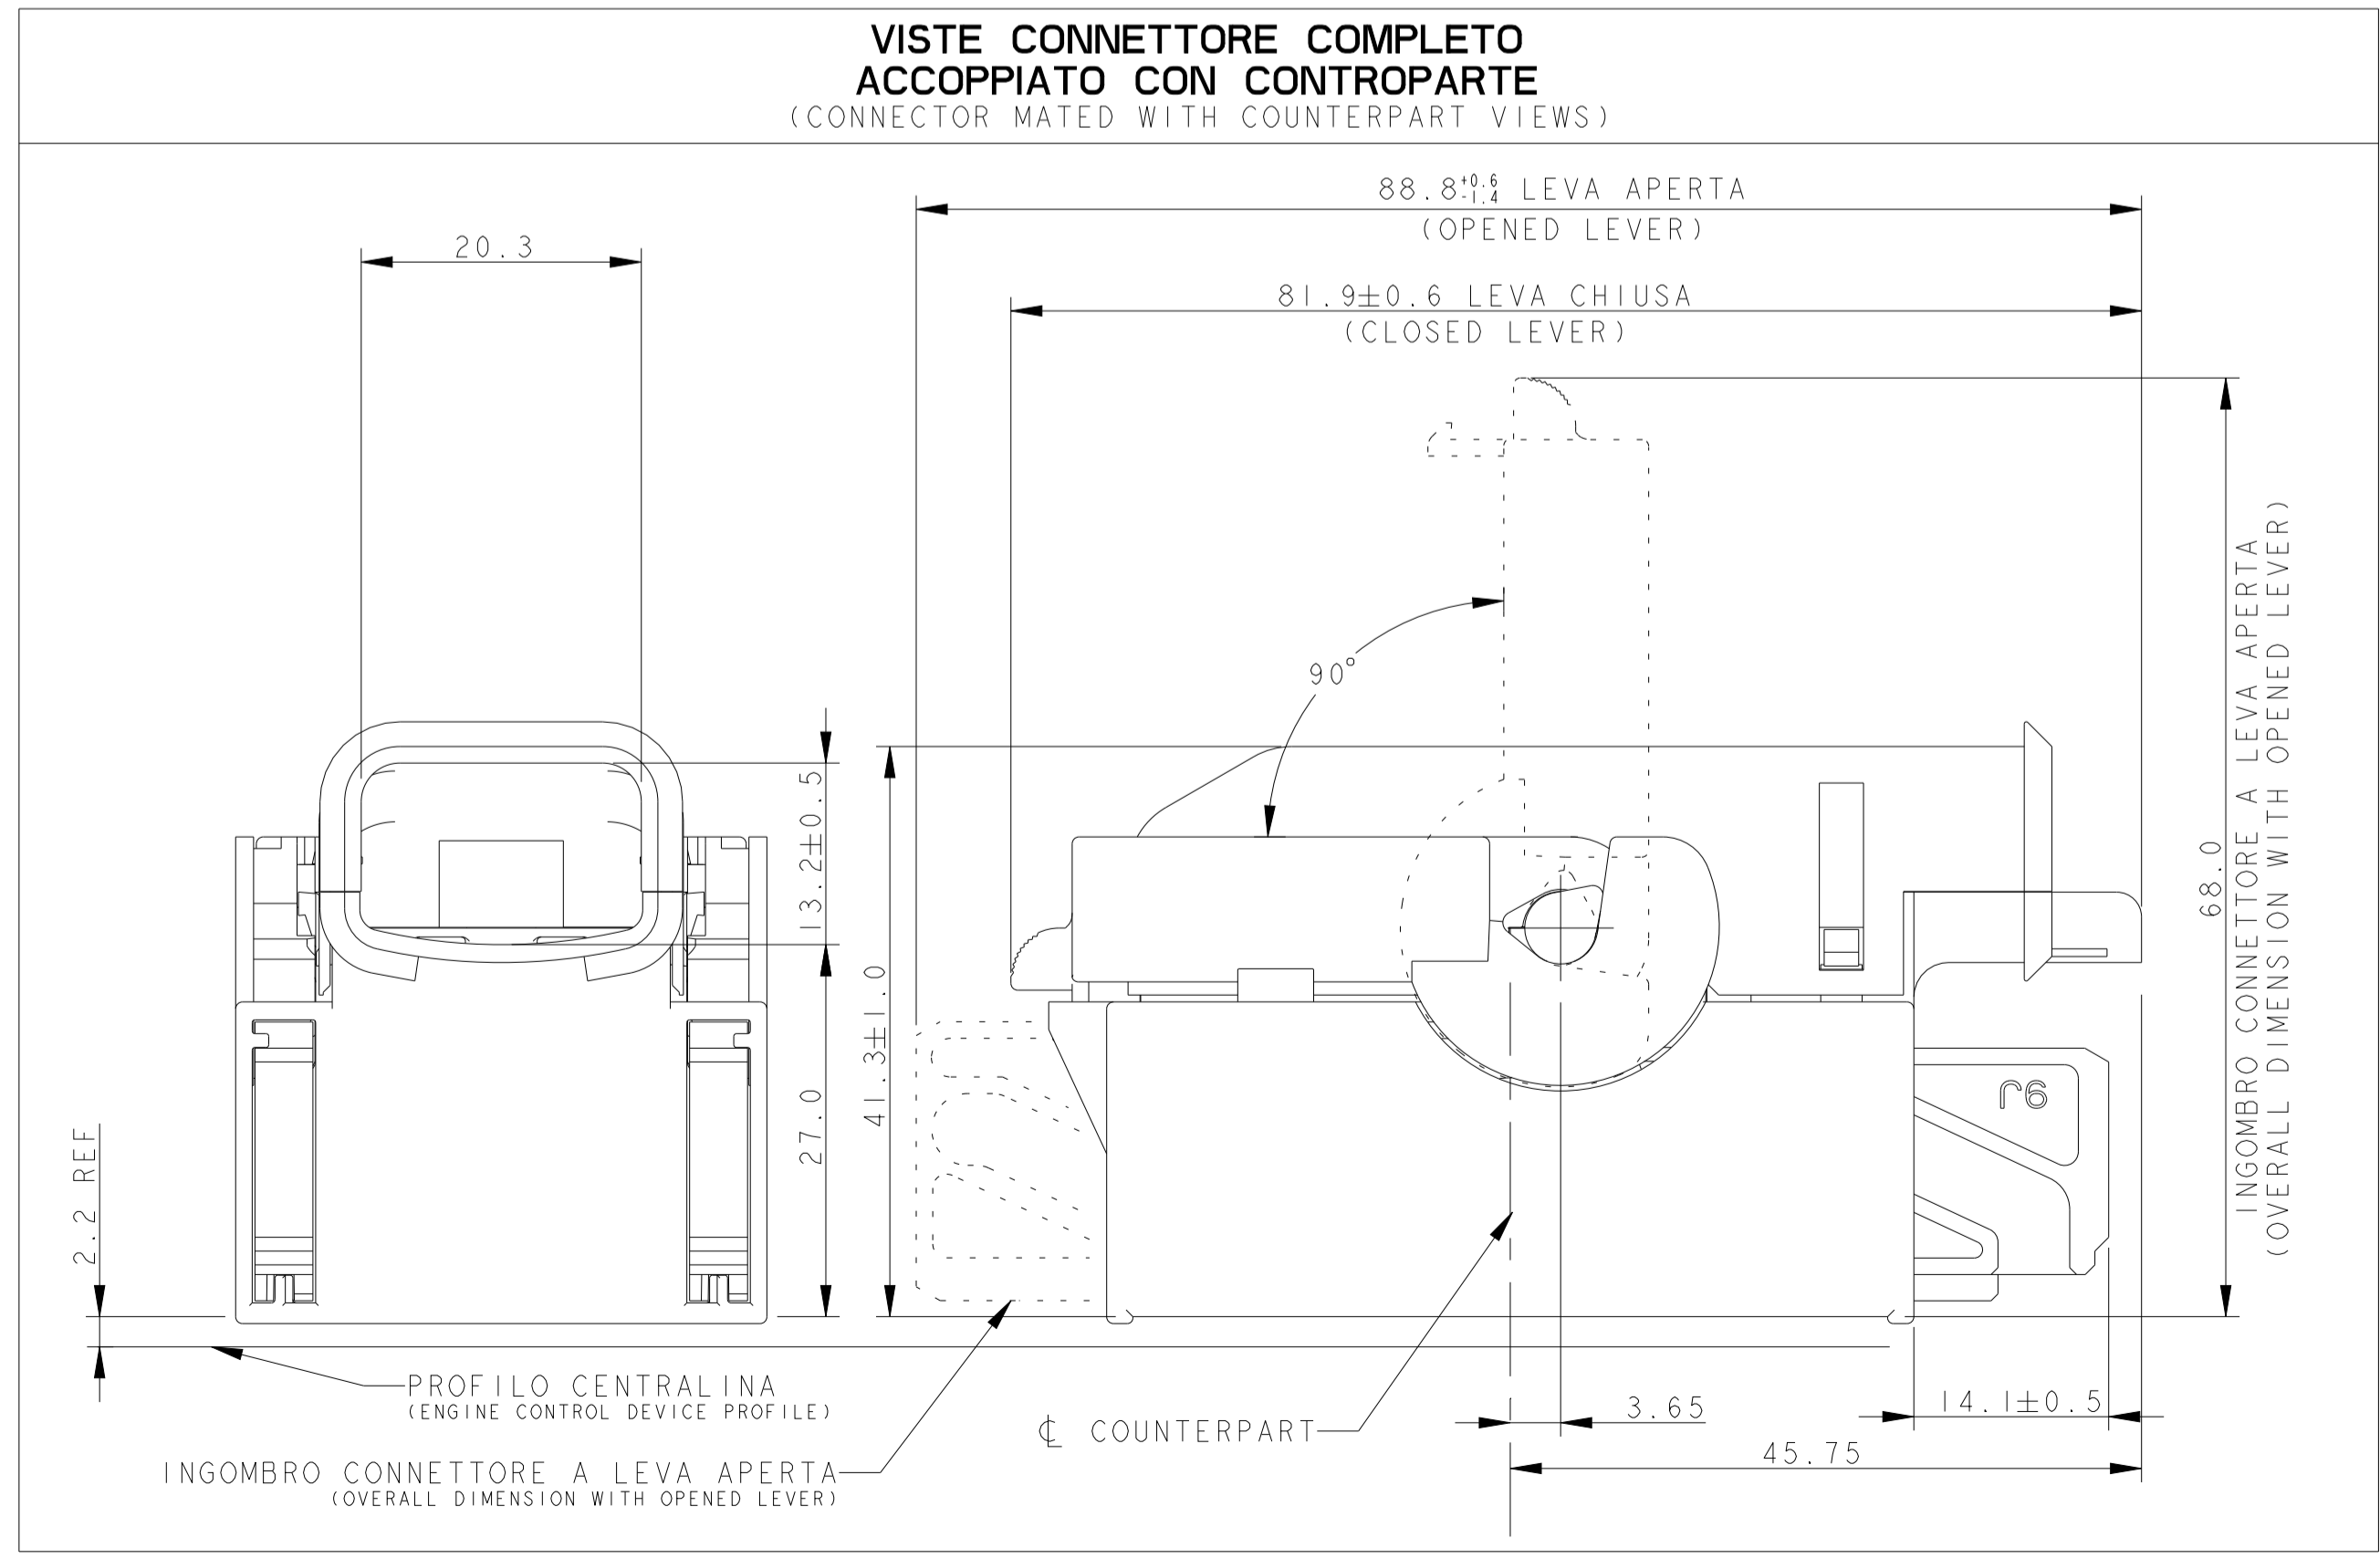 VISTE CONNETTORE COMPLETO
ACCOPPIATO CON CONTROPARTE
(CONNECTOR MATED WITH COUNTERPART VIEWS)
88.8+0.6-1.4 LEVA APERTA
(OPENED LEVER)
20.3
81.9±0.6 LEVA CHIUSA
(CLOSED LEVER)
90°
13.2±0.5
27.0
41.3±1.0
2.2 REF
68.0
INGOMBRO CONNETTORE A LEVA APERTA
(OVERALL DIMENSION WITH OPENED LEVER)
PROFILO CENTRALINA
(ENGINE CONTROL DEVICE PROFILE)
℄ COUNTERPART
3.65
14.1±0.5
45.75
INGOMBRO CONNETTORE A LEVA APERTA
(OVERALL DIMENSION WITH OPENED LEVER)